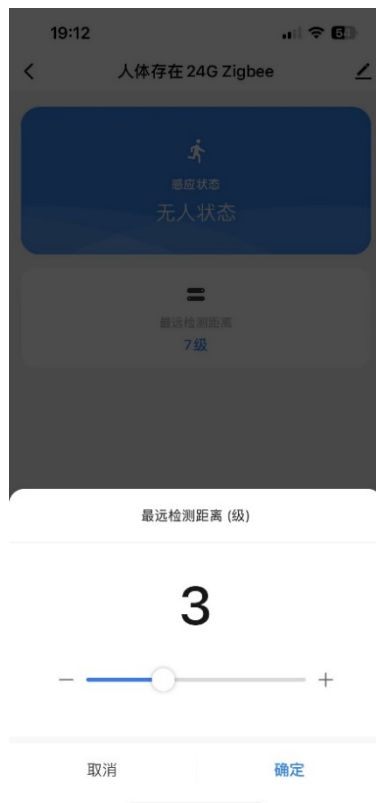 19:12
人体存在 24G Zigbee
感应状态
无人状态
最远检测距离
7级
最远检测距离 (级)
3
取消
确定